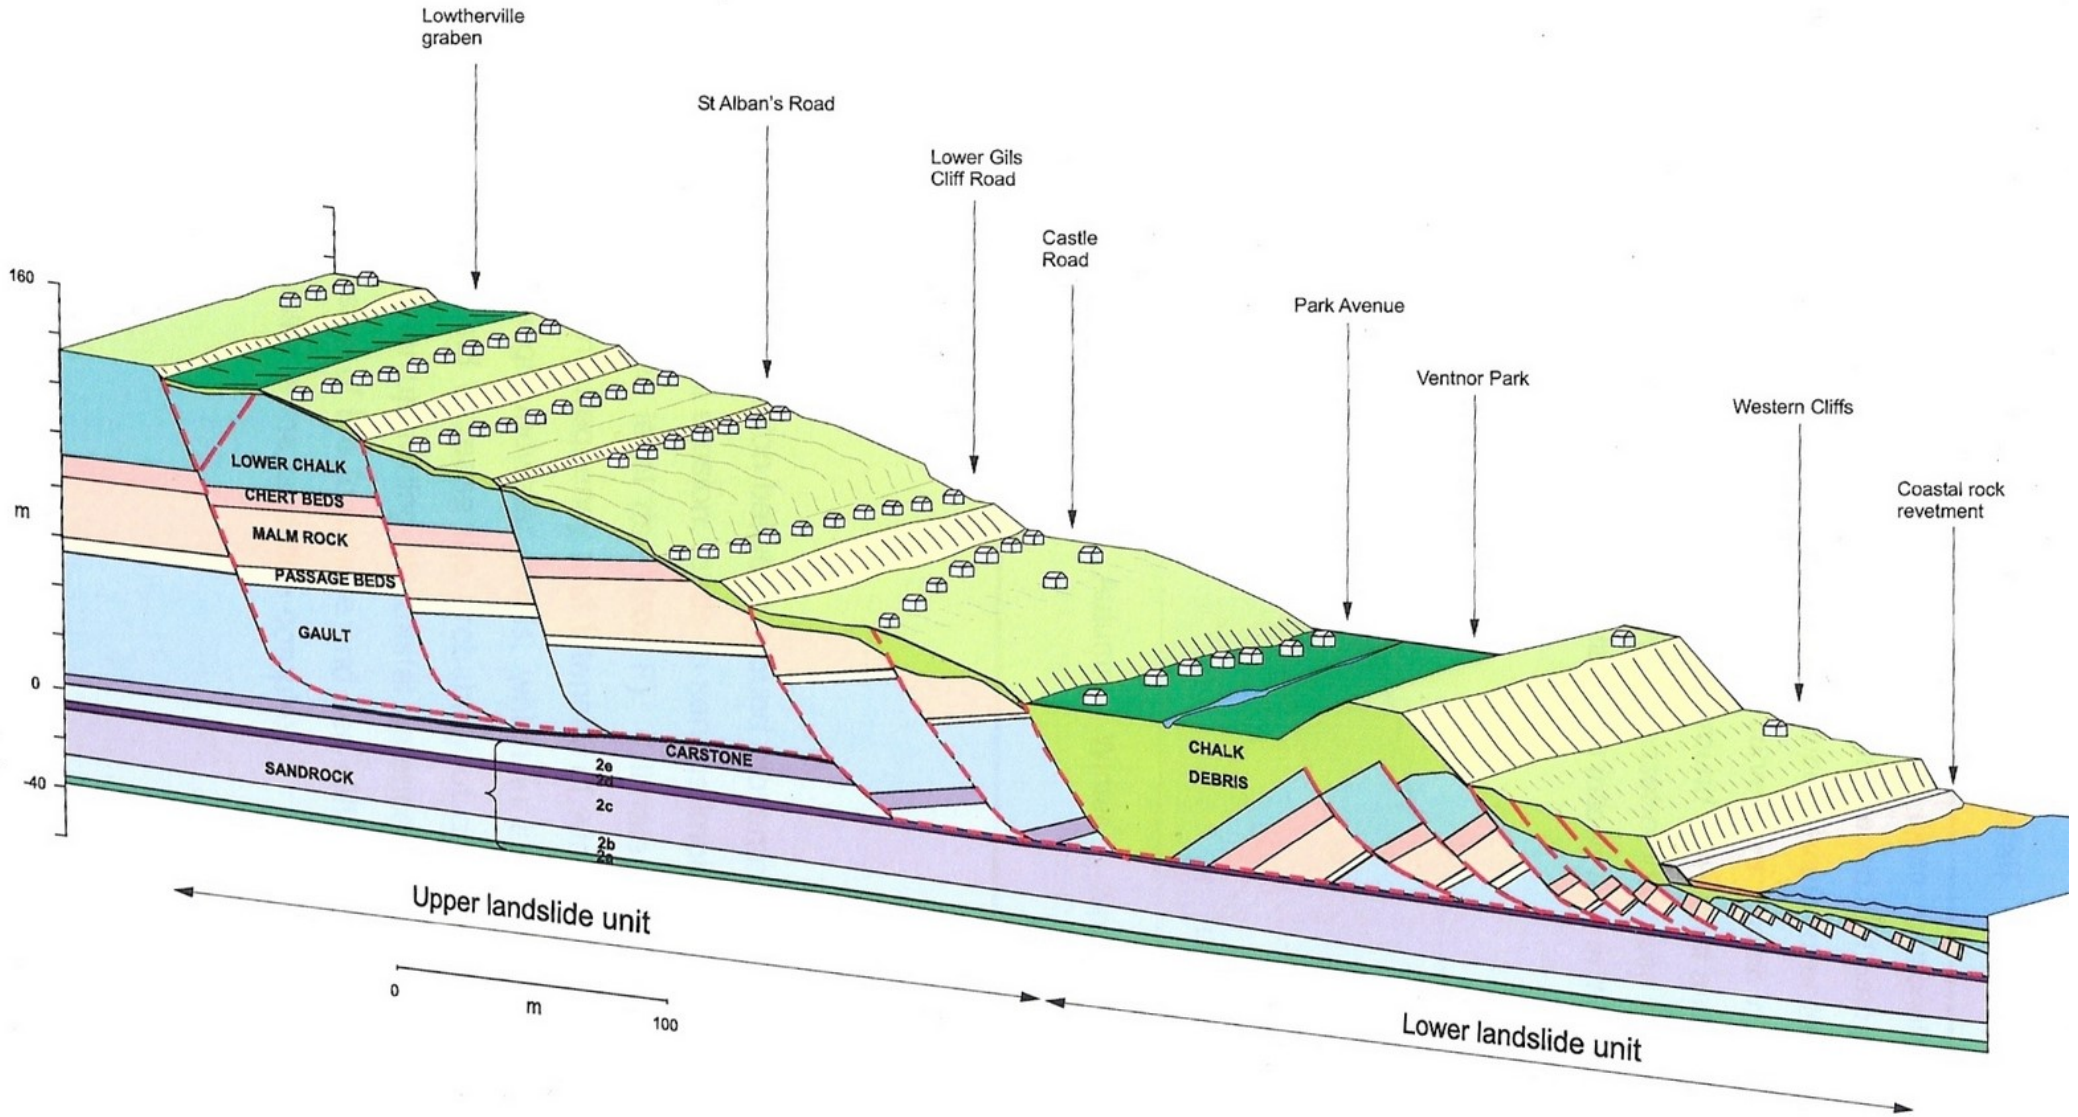 Lowtherville
graben
St Alban's Road
Lower Gils
Cliff Road
Castle
Road
Park Avenue
Ventnor Park
Western Cliffs
Coastal rock
revetment
160
m
0
-40
LOWER CHALK
CHERT BEDS
MALM ROCK
PASSAGE BEDS
GAULT
CARSTONE
SANDROCK
2e
2d
2c
2b
2a
CHALK
DEBRIS
Upper landslide unit
Lower landslide unit
0
m
100